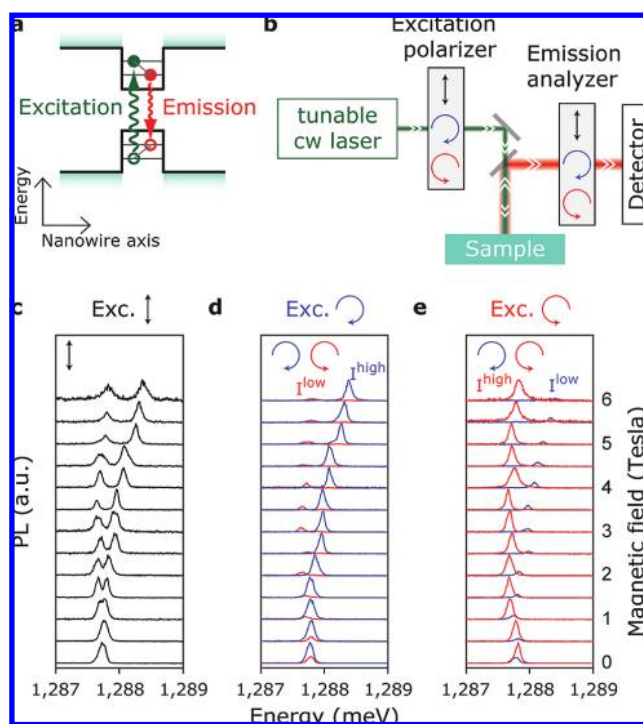 a
Excitation
Emission
Energy
Nanowire axis
b
Excitation
polarizer
Emission
analyzer
tunable
cw laser
Detector
Sample
c
Exc.
d
Exc.
e
Exc.
I^low
I^high
I^high
I^low
PL (a.u.)
6
5
4
3
2
1
0
Magnetic field (Tesla)
1,287 1,288 1,289
1,287 1,288 1,289
1,287 1,288 1,289
Energy (meV)